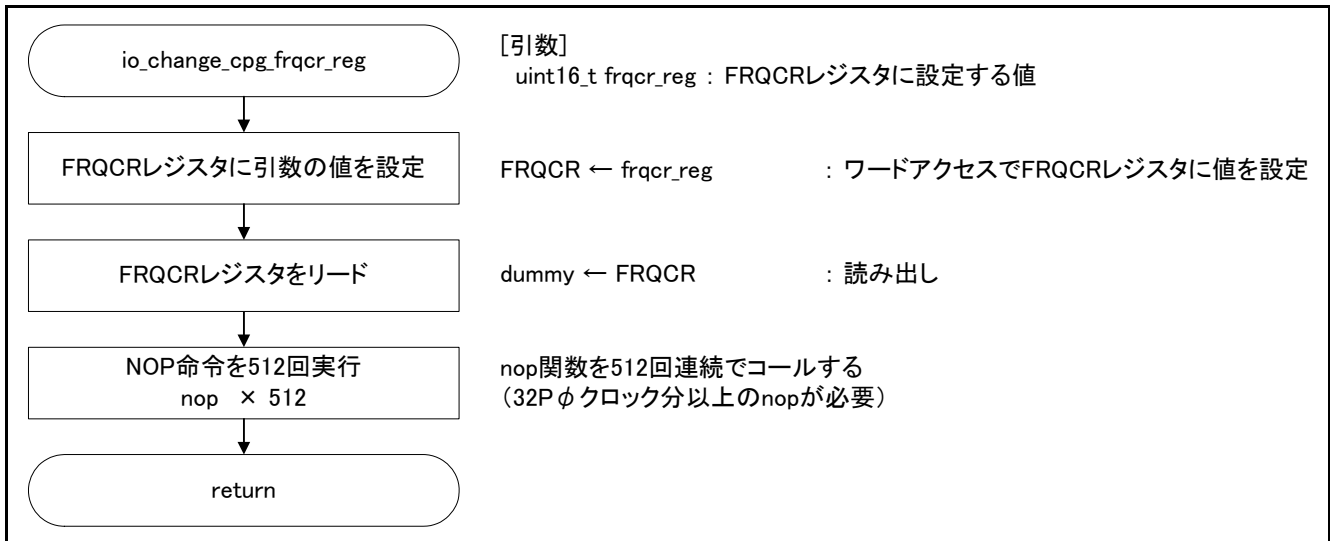 io_change_cpg_frqcr_reg
[引数]
uint16_t frqcr_reg : FRQCRレジスタに設定する値
FRQCRレジスタに引数の値を設定
FRQCR ← frqcr_reg : ワードアクセスでFRQCRレジスタに値を設定
FRQCRレジスタをリード
dummy ← FRQCR : 読み出し
NOP命令を512回実行
nop × 512
nop関数を512回連続でコールする
(32Pφクロック分以上のnopが必要)
return